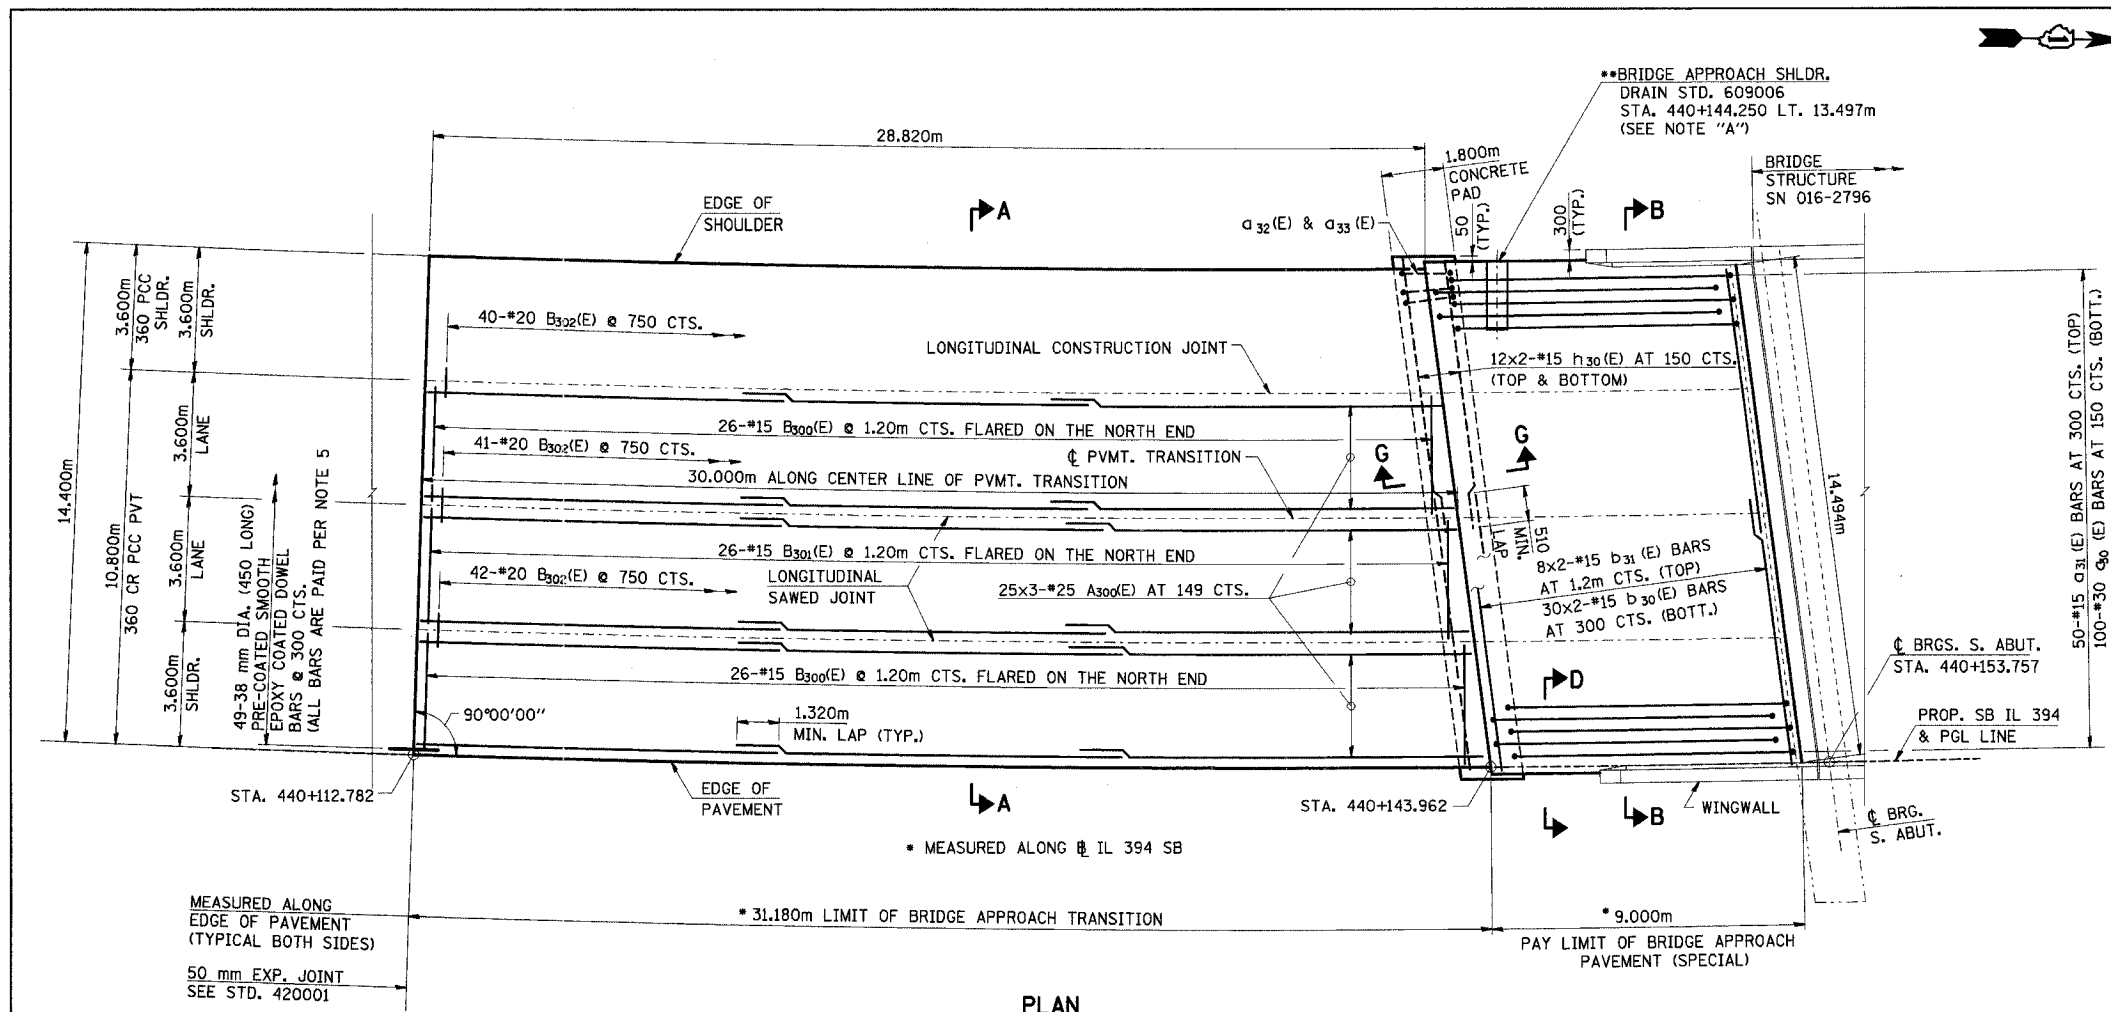 **BRIDGE APPROACH SHLDR.
DRAIN STD. 609006
STA. 440+144.250 LT. 13.497m
(SEE NOTE "A")
28.820m
1.800m
CONCRETE
PAD
BRIDGE
STRUCTURE
SN 016-2796
EDGE OF
SHOULDER
A
a32(E) & a33(E)
50
(TYP.)
300
(TYP.)
B
14.400m
3.600m
360 PCC
SHLDR.
3.600m
SHLDR.
10.800m
360 CR PCC PVT
3.600m
LANE
3.600m
LANE
3.600m
SHLDR.
49-38 mm DIA. (450 LONG)
PRE-COATED SMOOTH
EPOXY COATED DOWEL
BARS @ 300 CTS.
(ALL BARS ARE PAID PER NOTE 5
40-#20 B302(E) @ 750 CTS.
LONGITUDINAL CONSTRUCTION JOINT
12x2-#15 h30(E) AT 150 CTS.
(TOP & BOTTOM)
26-#15 B300(E) @ 1.20m CTS. FLARED ON THE NORTH END
41-#20 B302(E) @ 750 CTS.
℄ PVMT. TRANSITION
G
G
30.000m ALONG CENTER LINE OF PVMT. TRANSITION
26-#15 B301(E) @ 1.20m CTS. FLARED ON THE NORTH END
510
MIN.
LAP
42-#20 B302(E) @ 750 CTS.
LONGITUDINAL
SAWED JOINT
25x3-#25 A300(E) AT 149 CTS.
8x2-#15 b31(E) BARS
AT 1.2m CTS. (TOP)
30x2-#15 b30(E) BARS
AT 300 CTS. (BOTT.)
14.494m
50-#15 a31(E) BARS AT 300 CTS. (TOP)
100-#30 a30(E) BARS AT 150 CTS. (BOTT.)
26-#15 B300(E) @ 1.20m CTS. FLARED ON THE NORTH END
D
℄ BRGS. S. ABUT.
STA. 440+153.757
90°00'00"
1.320m
MIN. LAP (TYP.)
PROP. SB IL 394
& PGL LINE
STA. 440+112.782
EDGE OF
PAVEMENT
A
STA. 440+143.962
B
WINGWALL
℄ BRG.
S. ABUT.
* MEASURED ALONG ⅊ IL 394 SB
MEASURED ALONG
EDGE OF PAVEMENT
(TYPICAL BOTH SIDES)
* 31.180m LIMIT OF BRIDGE APPROACH TRANSITION
* 9.000m
PAY LIMIT OF BRIDGE APPROACH
PAVEMENT (SPECIAL)
50 mm EXP. JOINT
SEE STD. 420001
PLAN